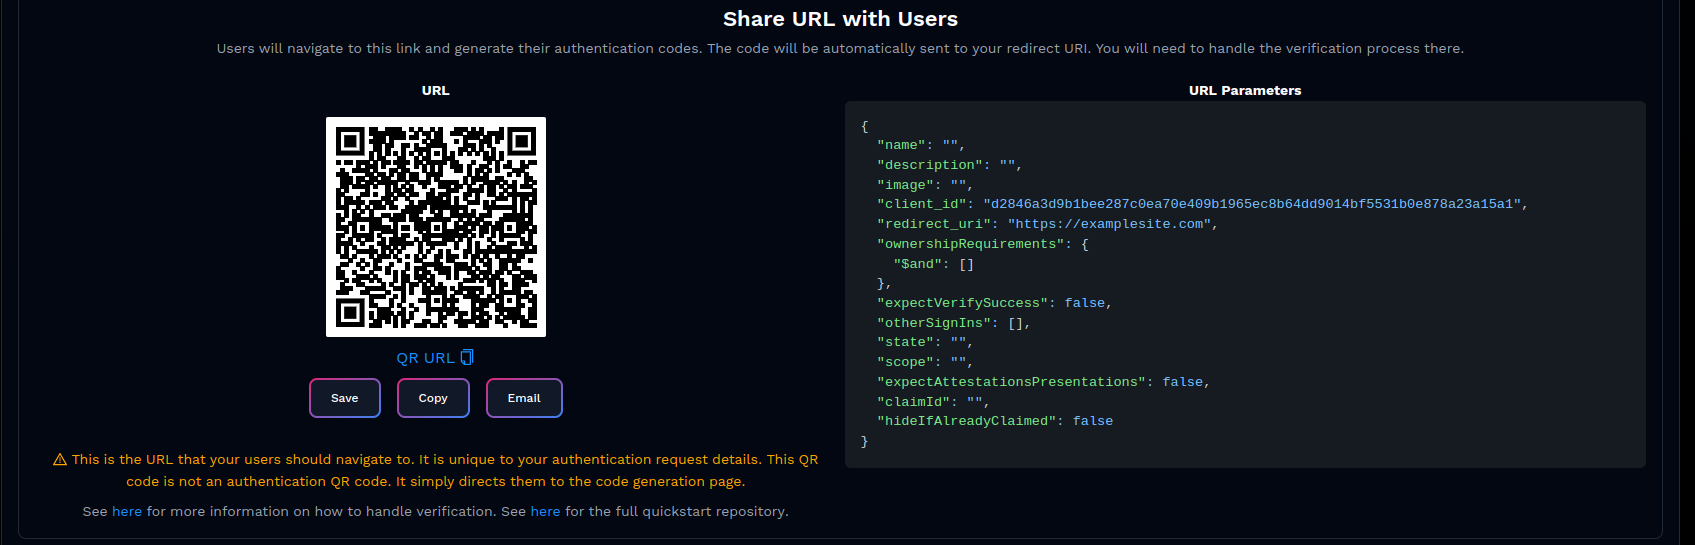 Share URL with Users
Users will navigate to this link and generate their authentication codes. The code will be automatically sent to your redirect URI. You will need to handle the verification process there.
URL
QR URL
Save Copy Email
⚠ This is the URL that your users should navigate to. It is unique to your authentication request details. This QR
code is not an authentication QR code. It simply directs them to the code generation page.
See here for more information on how to handle verification. See here for the full quickstart repository.
URL Parameters
{
  "name": "",
  "description": "",
  "image": "",
  "client_id": "d2846a3d9b1bee287c0ea70e409b1965ec8b64dd9014bf5531b0e878a23a15a1",
  "redirect_uri": "https://examplesite.com",
  "ownershipRequirements": {
    "$and": []
  },
  "expectVerifySuccess": false,
  "otherSignIns": [],
  "state": "",
  "scope": "",
  "expectAttestationsPresentations": false,
  "claimId": "",
  "hideIfAlreadyClaimed": false
}